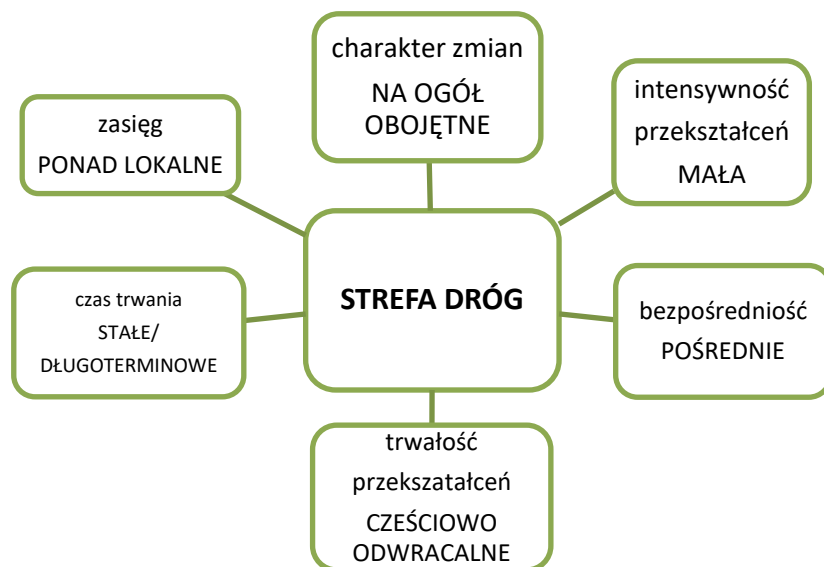 charakter zmian
NA OGÓŁ
OBOJĘTNE
zasięg
PONAD LOKALNE
intensywność
przekształceń
MAŁA
STREFA DRÓG
czas trwania
STAŁE/
DŁUGOTERMINOWE
bezpośredniość
POŚREDNIE
trwałość
przekszatałceń
CZEŚCIOWO
ODWRACALNE